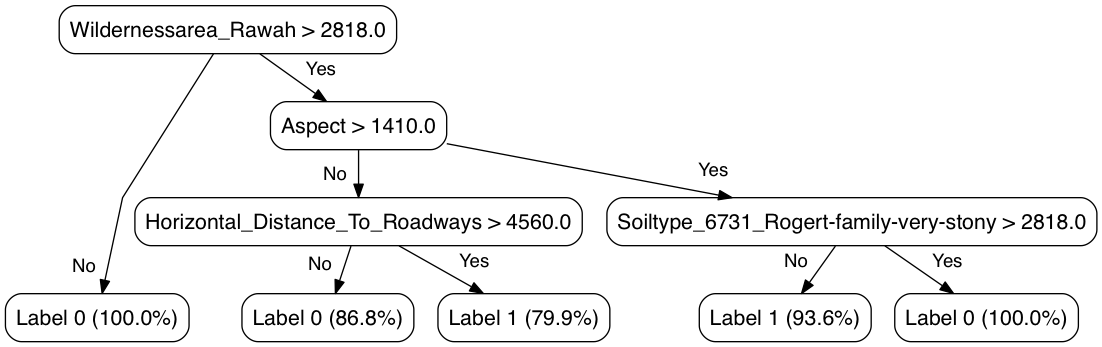 Wildernessarea_Rawah > 2818.0
Yes
Aspect > 1410.0
No
Yes
Horizontal_Distance_To_Roadways > 4560.0
Soiltype_6731_Rogert-family-very-stony > 2818.0
No
No
Yes
No
Yes
Label 0 (100.0%)
Label 0 (86.8%)
Label 1 (79.9%)
Label 1 (93.6%)
Label 0 (100.0%)